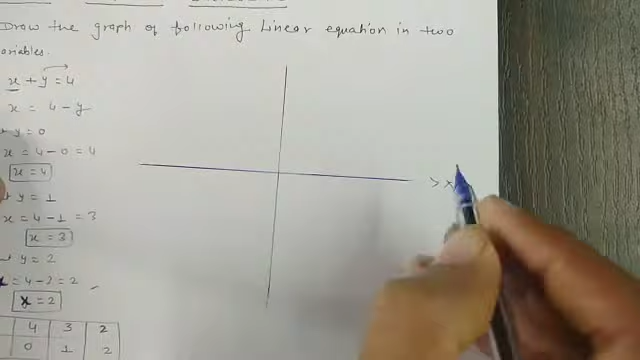 Draw the graph of following Linear equation in two
variables.
x + y = 4
x = 4 - y
y = 0
x = 4 - 0 = 4
x = 4
y = 1
x = 4 - 1 = 3
x = 3
y = 2
x = 4 - 2 = 2
x = 2
4 3 2
0 1 2
> x